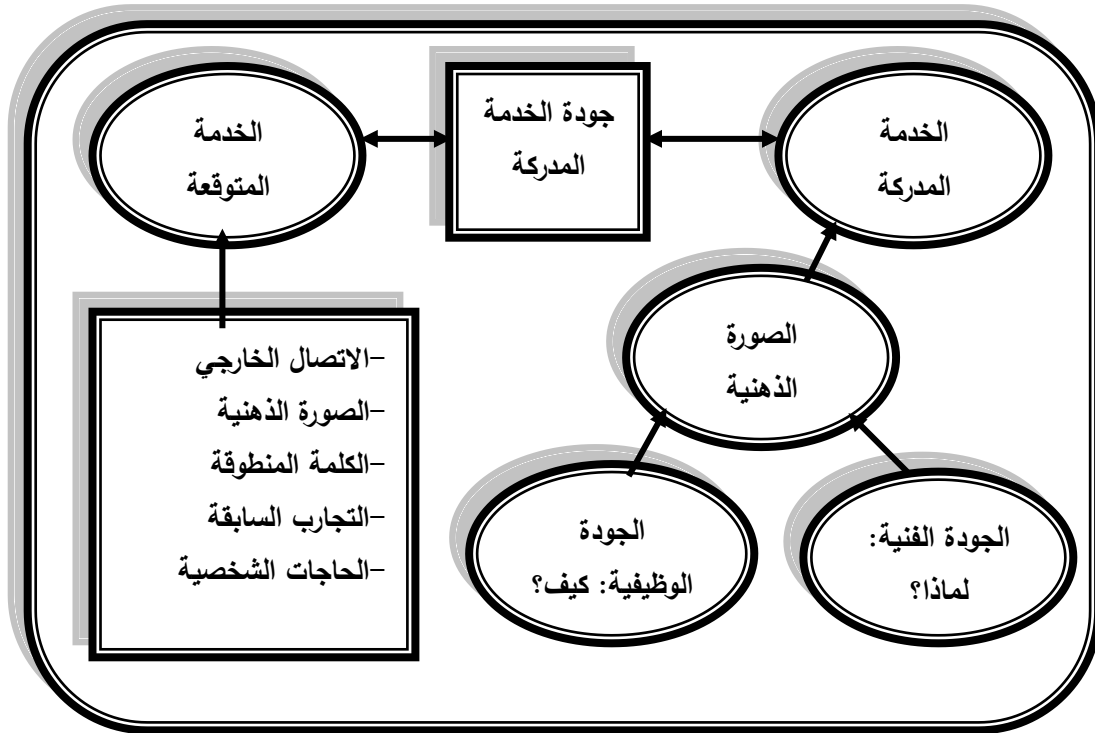 الخدمة
المدركة
جودة الخدمة
المدركة
الخدمة
المتوقعة
الصورة
الذهنية
-الاتصال الخارجي
-الصورة الذهنية
-الكلمة المنطوقة
-التجارب السابقة
-الحاجات الشخصية
الجودة الفنية:
لماذا؟
الجودة
الوظيفية: كيف؟